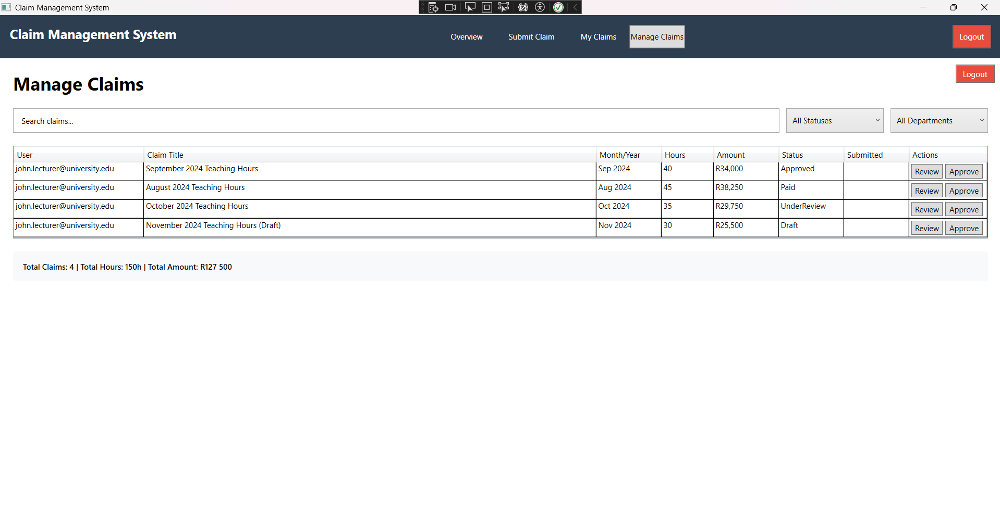 Claim Management System
Claim Management System Overview Submit Claim My Claims Manage Claims Logout
Logout
Manage Claims
Search claims... All Statuses All Departments
User Claim Title Month/Year Hours Amount Status Submitted Actions
john.lecturer@university.edu September 2024 Teaching Hours Sep 2024 40 R34,000 Approved Review Approve
john.lecturer@university.edu August 2024 Teaching Hours Aug 2024 45 R38,250 Paid Review Approve
john.lecturer@university.edu October 2024 Teaching Hours Oct 2024 35 R29,750 UnderReview Review Approve
john.lecturer@university.edu November 2024 Teaching Hours (Draft) Nov 2024 30 R25,500 Draft Review Approve
Total Claims: 4 | Total Hours: 150h | Total Amount: R127 500